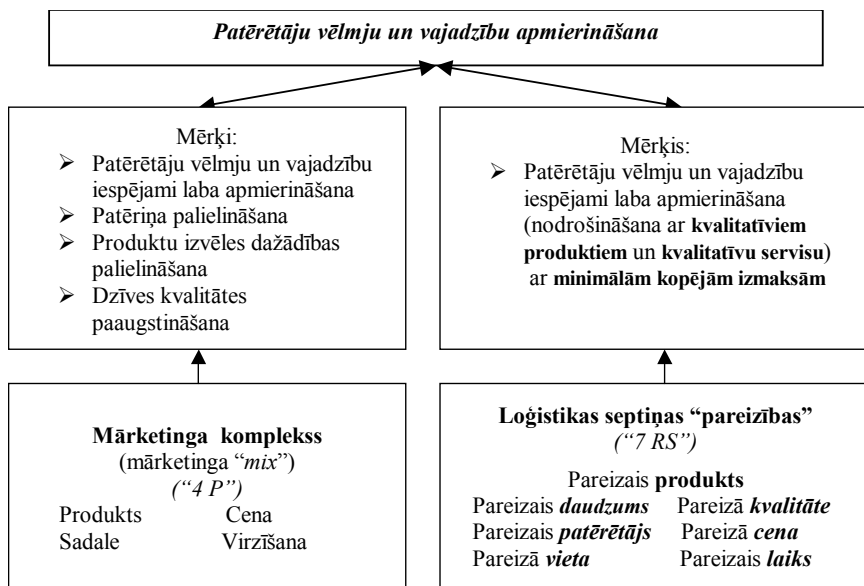 Patērētāju vēlmju un vajadzību apmierināšana
Mērķi:
➢ Patērētāju vēlmju un vajadzību
iespējami laba apmierināšana
➢ Patēriņa palielināšana
➢ Produktu izvēles dažādības
palielināšana
➢ Dzīves kvalitātes
paaugstināšana
Mērķis:
➢ Patērētāju vēlmju un vajadzību
iespējami laba apmierināšana
(nodrošināšana ar kvalitatīviem
produktiem un kvalitatīvu servisu)
ar minimālām kopējām izmaksām
Mārketinga komplekss
(mārketinga “mix”)
(“4 P”)
Produkts Cena
Sadale Virzīšana
Loģistikas septiņas “pareizības”
(“7 RS”)
Pareizais produkts
Pareizais daudzums Pareizā kvalitāte
Pareizais patērētājs Pareizā cena
Pareizā vieta Pareizais laiks